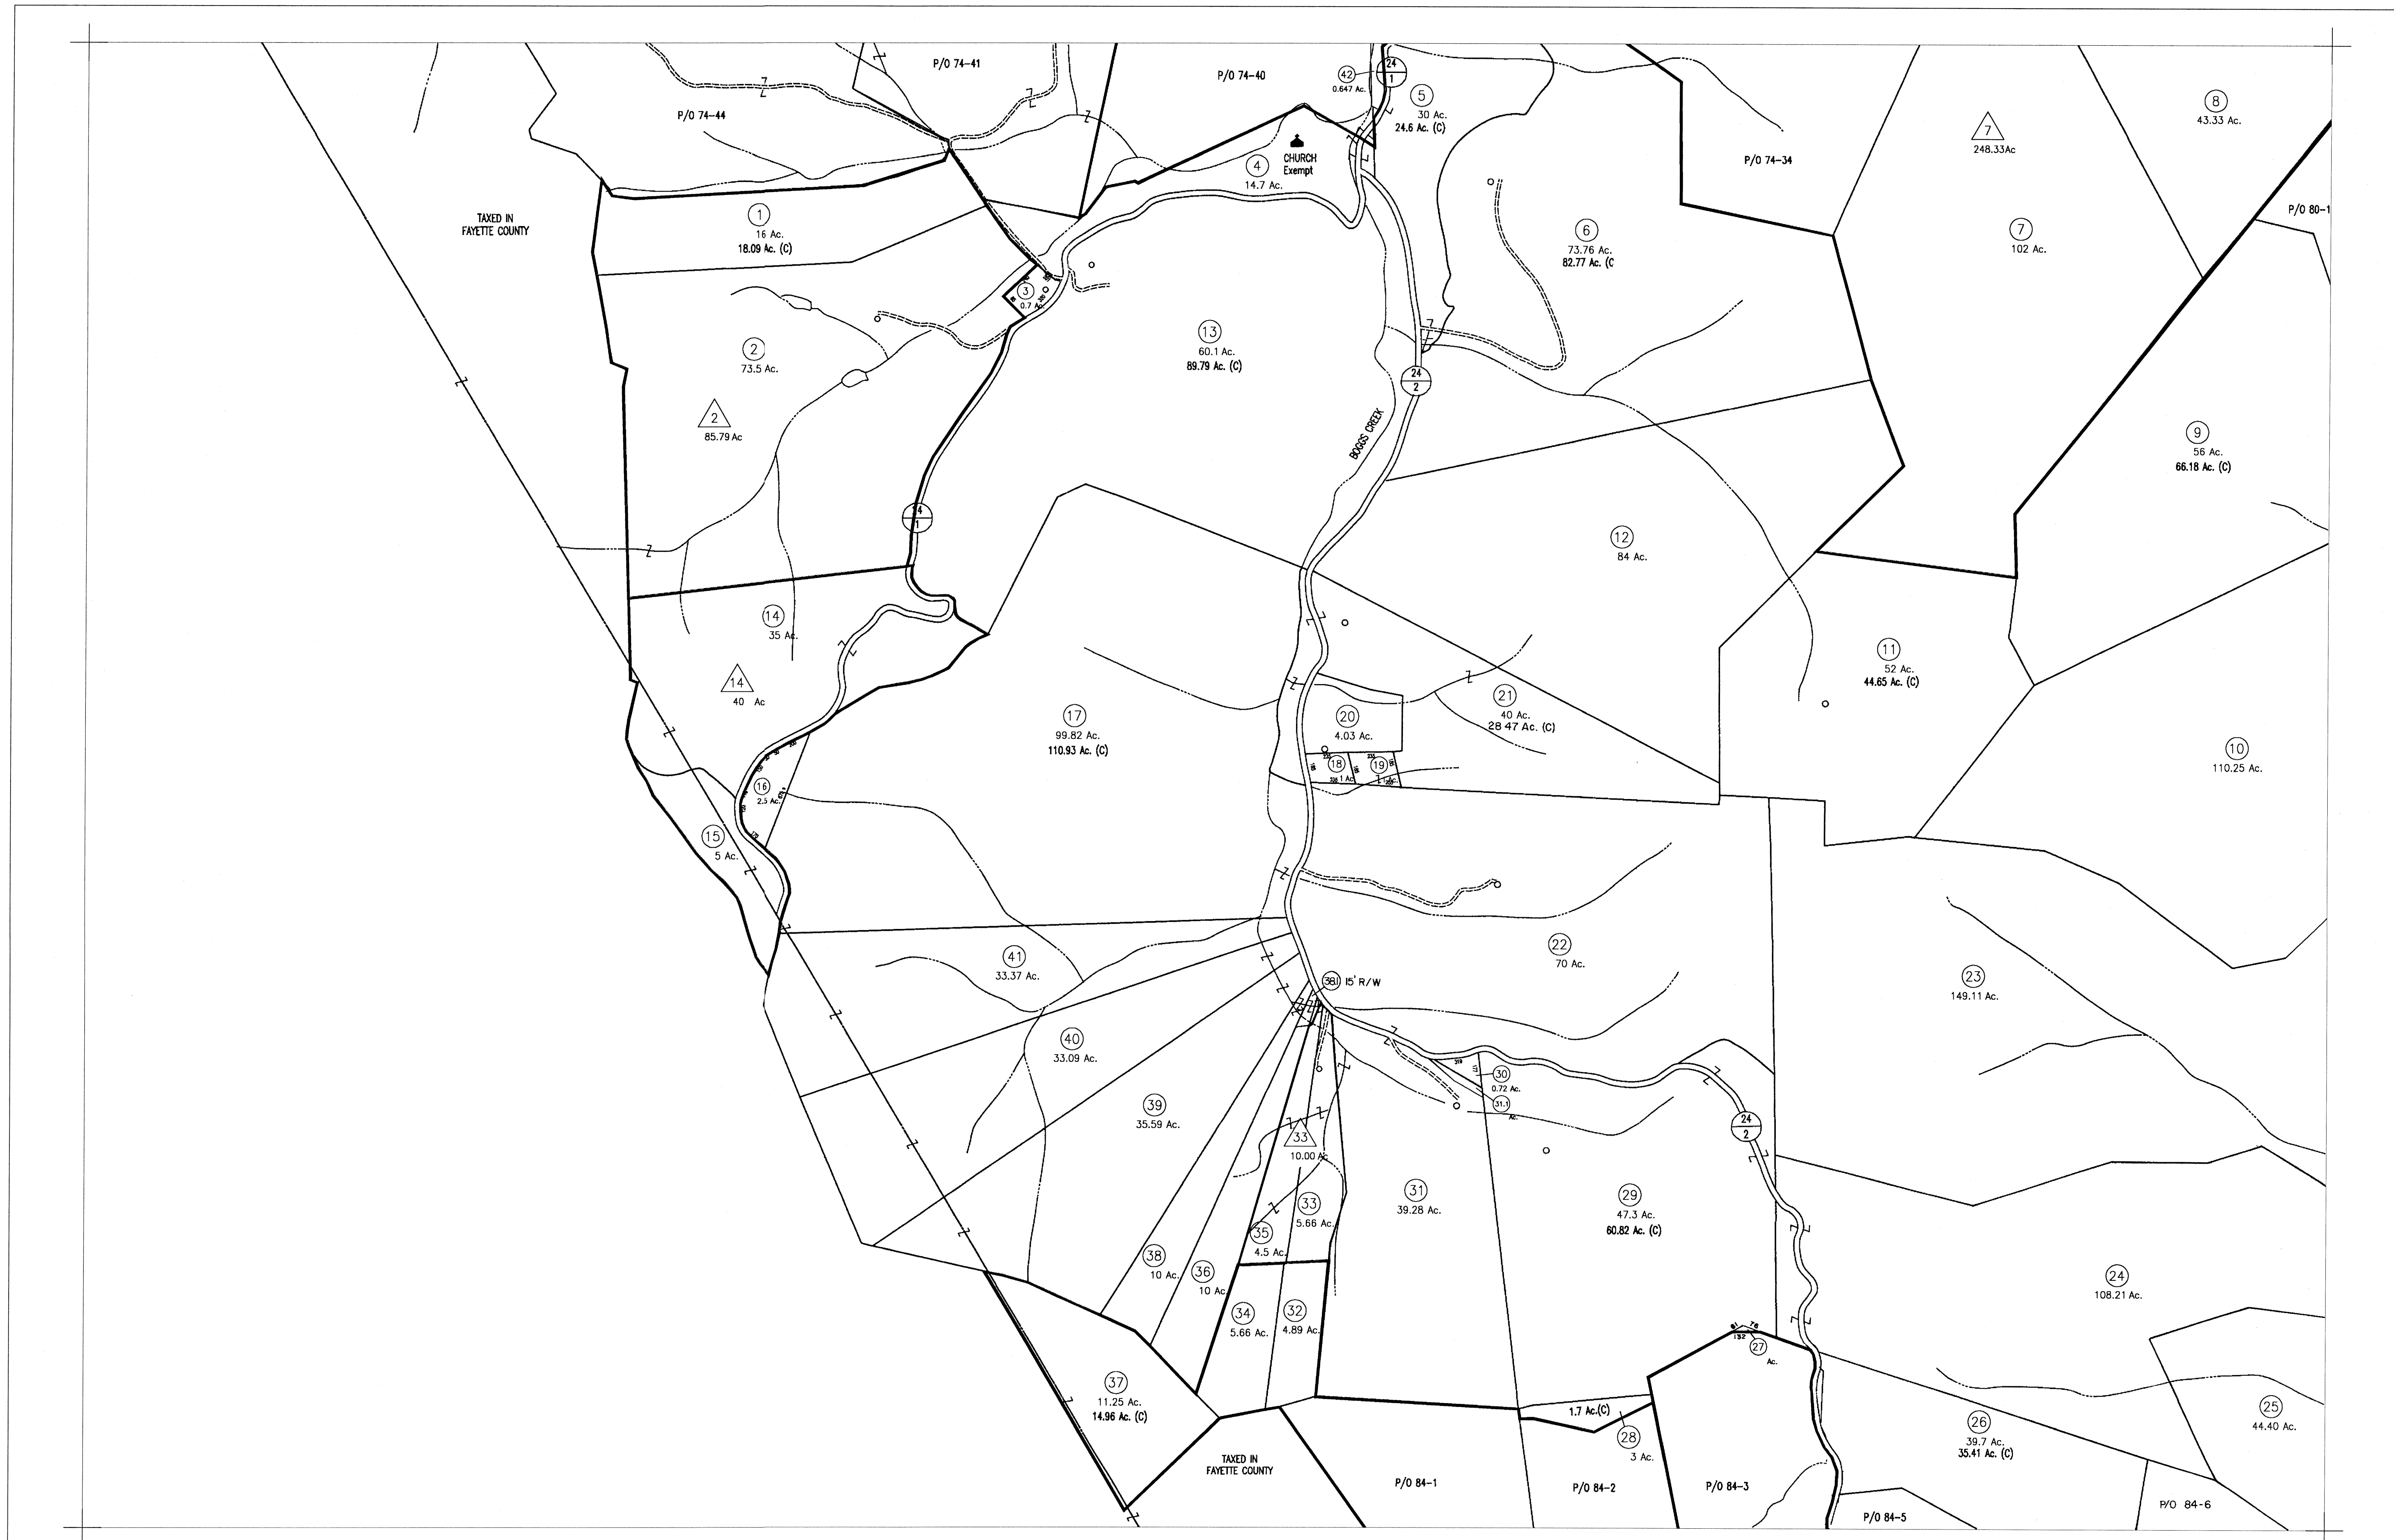 P/O 74-41
P/O 74-40
42
0.647 Ac.
24
1
5
30 Ac.
24.6 Ac. (C)
P/O 74-44
P/O 74-34
7
248.33Ac
8
43.33 Ac.
CHURCH
Exempt
4
14.7 Ac.
TAXED IN
FAYETTE COUNTY
1
16 Ac.
18.09 Ac. (C)
P/O 80-1
6
73.76 Ac.
82.77 Ac. (C
7
102 Ac.
3
0.7 Ac.
13
60.1 Ac.
89.79 Ac. (C)
2
73.5 Ac.
2
85.79 Ac
24
2
BOGGS CREEK
9
56 Ac.
66.18 Ac. (C)
14
1
12
84 Ac.
14
35 Ac.
14
40 Ac
11
52 Ac.
44.65 Ac. (C)
17
99.82 Ac.
110.93 Ac. (C)
20
4.03 Ac.
21
40 Ac.
28 47 Ac. (C)
18
1 Ac
19
1 Ac.
10
110.25 Ac.
16
2.5 Ac.
15
5 Ac.
41
33.37 Ac.
22
70 Ac.
38.1 15' R/W
23
149.11 Ac.
40
33.09 Ac.
30
0.72 Ac.
31.1
Ac.
39
35.59 Ac.
33
10.00 Ac
24
2
31
39.28 Ac.
29
47.3 Ac.
60.82 Ac. (C)
33
5.66 Ac.
35
4.5 Ac.
38
10 Ac.
36
10 Ac.
34
5.66 Ac.
32
4.89 Ac.
24
108.21 Ac.
61 76
132
27
Ac.
37
11.25 Ac.
14.96 Ac. (C)
1.7 Ac.(C)
28
3 Ac.
26
39.7 Ac.
35.41 Ac. (C)
25
44.40 Ac.
TAXED IN
FAYETTE COUNTY
P/O 84-1
P/O 84-2
P/O 84-3
P/O 84-5
P/O 84-6